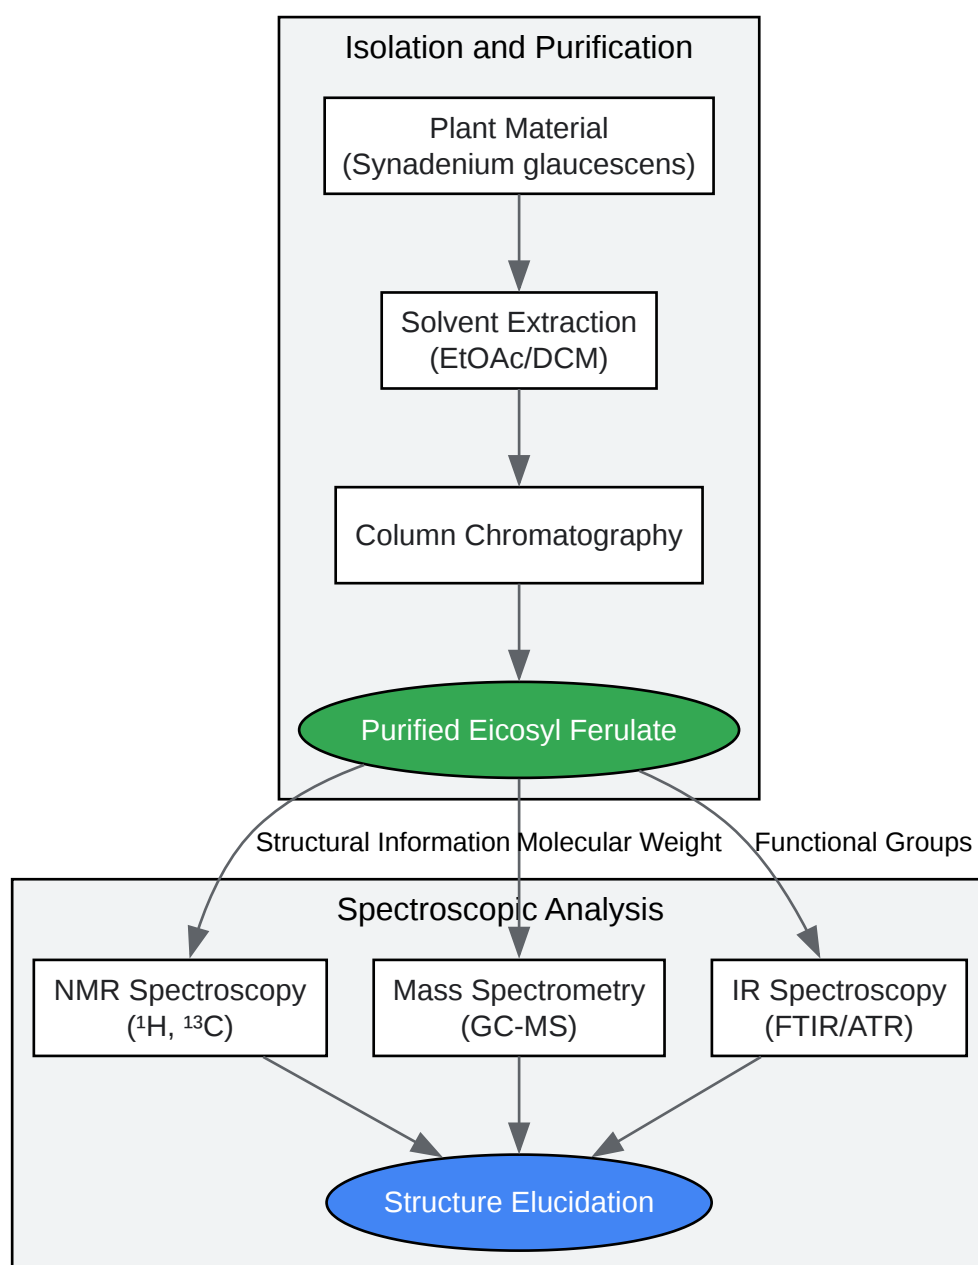 Isolation and Purification
Plant Material
(Synadenium glaucescens)
Solvent Extraction
(EtOAc/DCM)
Column Chromatography
Purified Eicosyl Ferulate
Structural Information
Molecular Weight
Functional Groups
Spectroscopic Analysis
NMR Spectroscopy
(¹H, ¹³C)
Mass Spectrometry
(GC-MS)
IR Spectroscopy
(FTIR/ATR)
Structure Elucidation